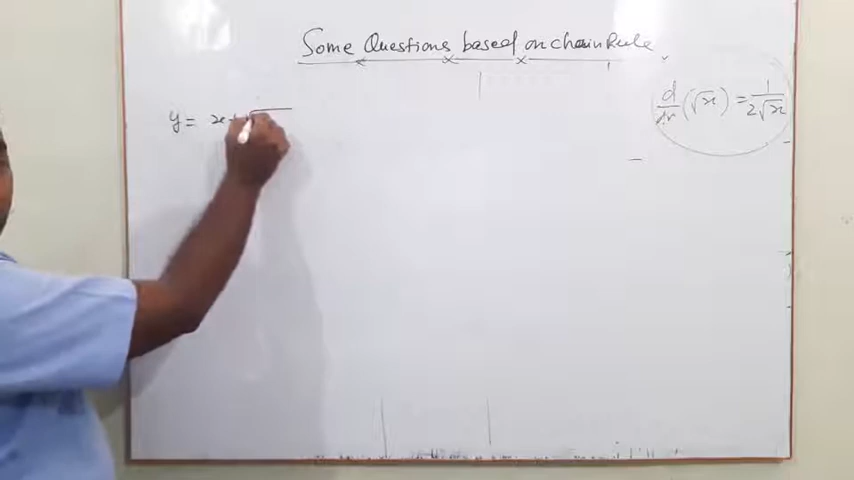 Some Questions based on chain Rule
d/dx (√x) = 1/2√x
y = x + √